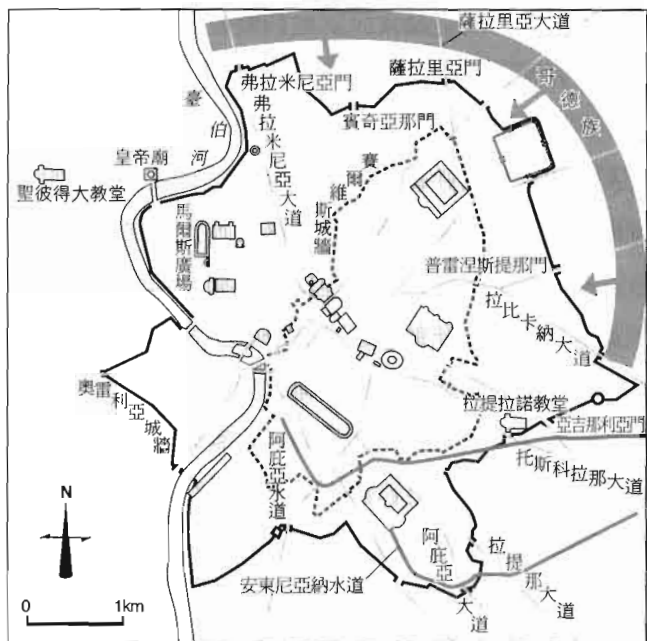 薩拉里亞大道
弗拉米尼亞門
薩拉里亞門
哥德族
臺伯河
弗拉米尼亞大道
賓奇亞那門
皇帝廟
聖彼得大教堂
賽爾維斯城牆
馬爾斯廣場
普雷涅斯提那門
拉比卡納大道
奧雷利亞城牆
拉提拉諾教堂
亞吉那利亞門
托斯科拉那大道
阿庇亞水道
N
阿庇亞大道
拉提那大道
安東尼亞納水道
0 1km